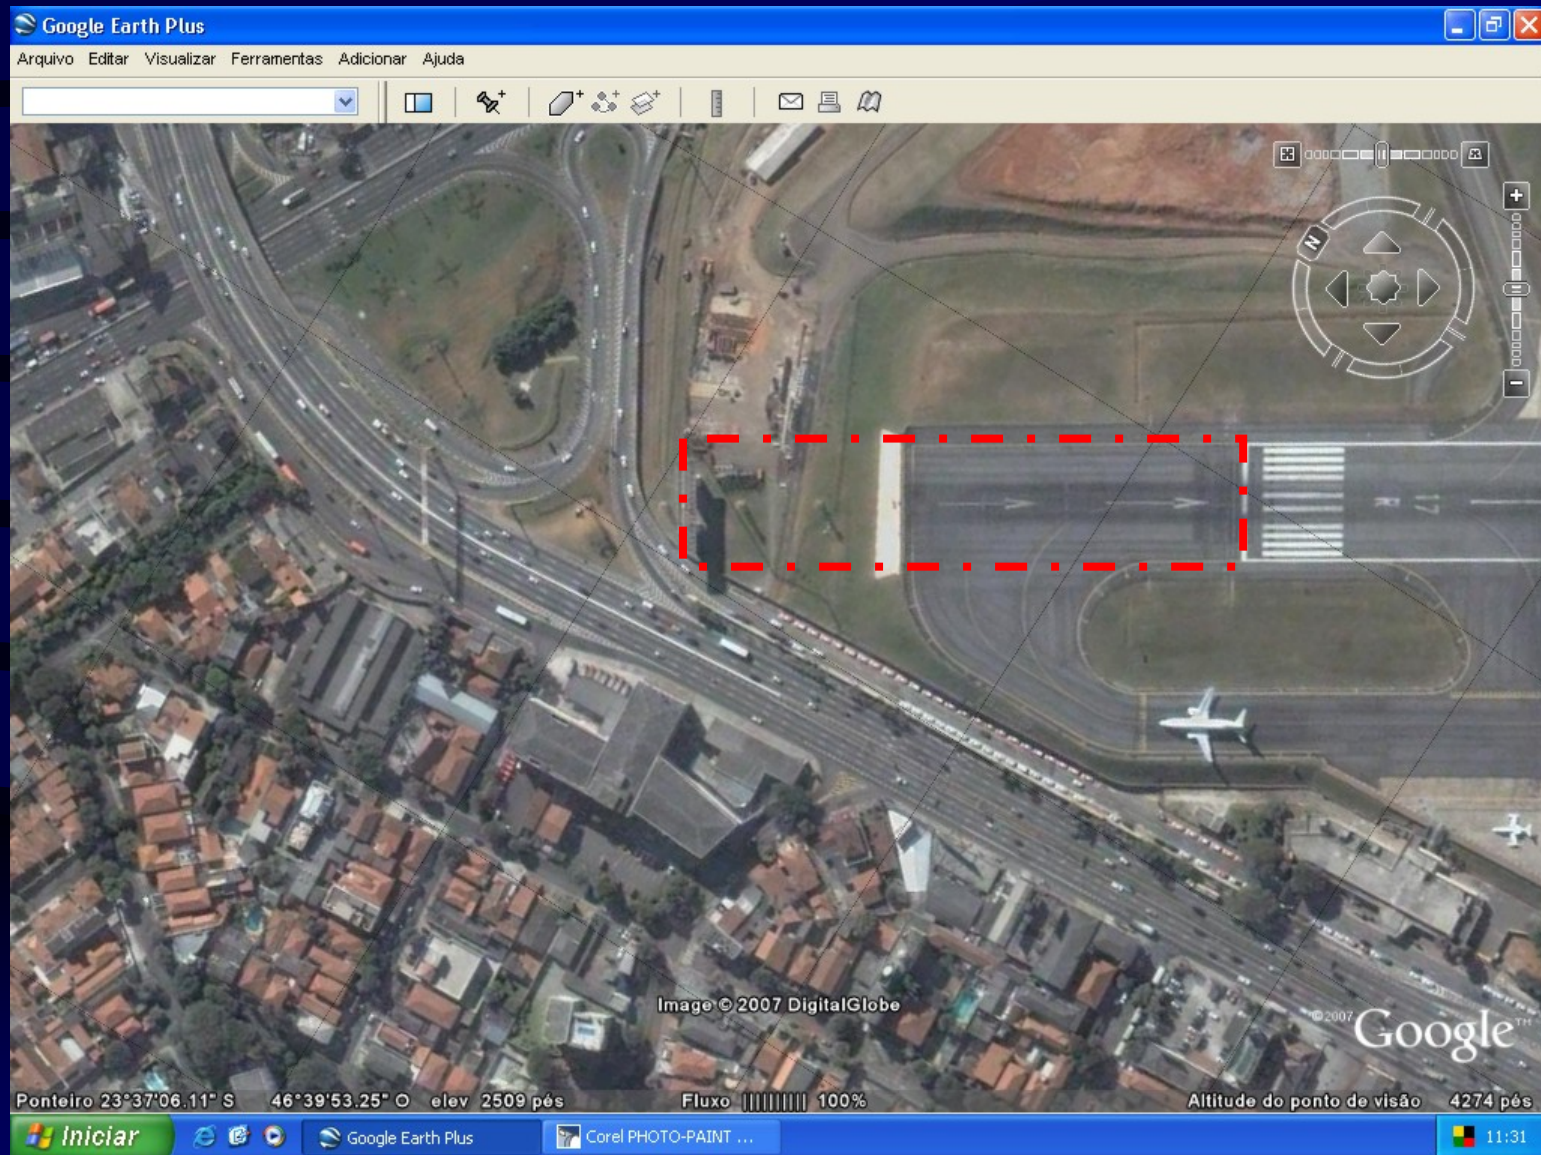 Google Earth Plus
Arquivo Editar Visualizar Ferramentas Adicionar Ajuda
N
Image © 2007 DigitalGlobe
©2007 Google™
Ponteiro 23°37'06.11" S 46°39'53.25" O elev 2509 pés Fluxo |||||||||| 100% Altitude do ponto de visão 4274 pés
Iniciar Google Earth Plus Corel PHOTO-PAINT ... 11:31